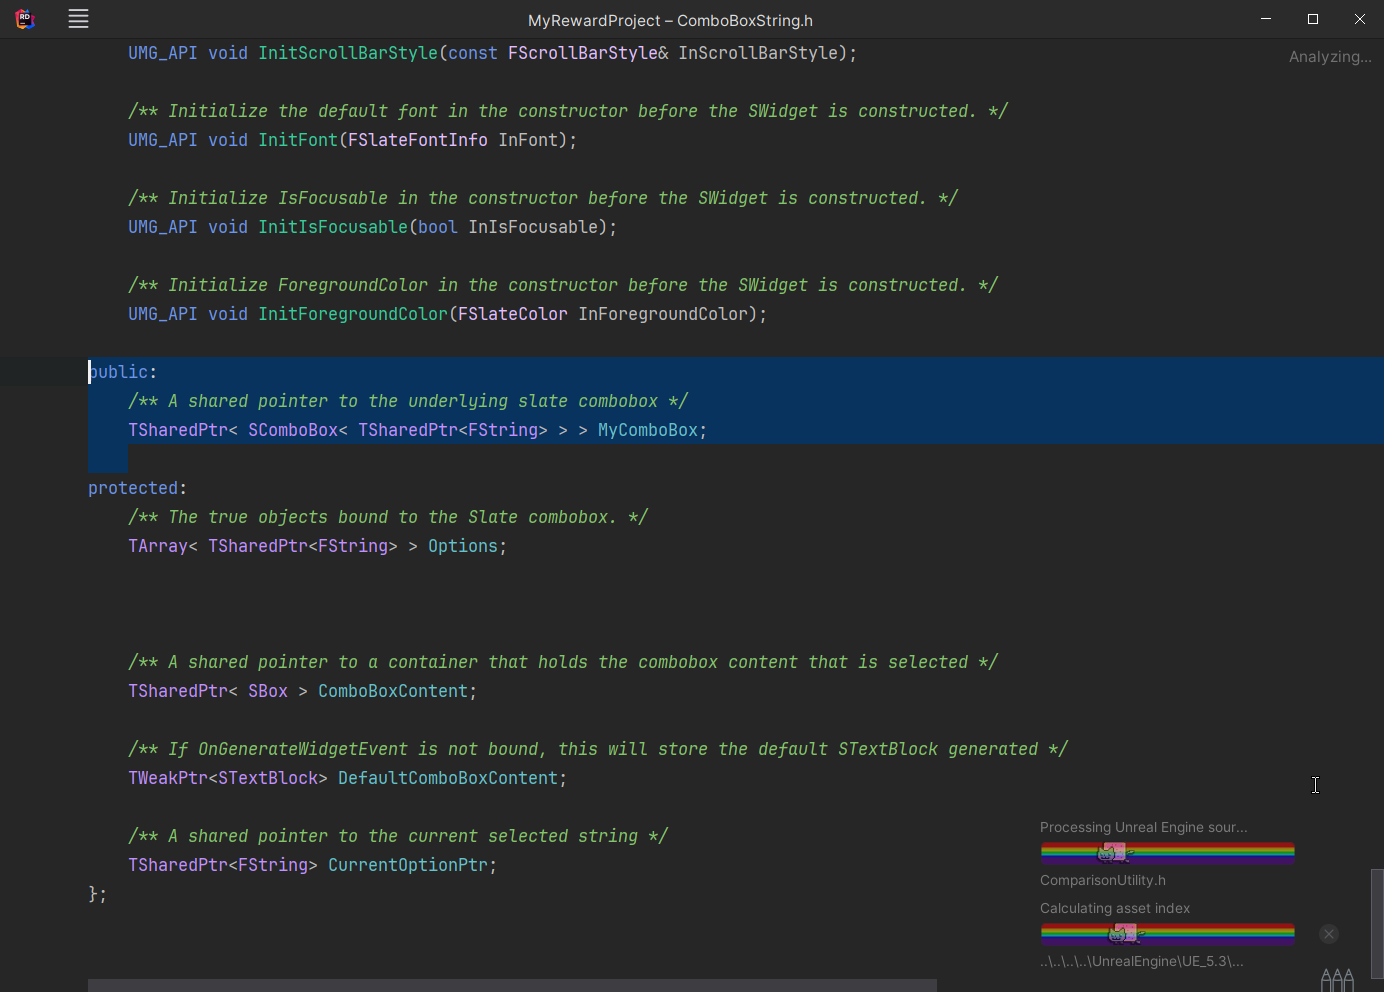 RD
MyRewardProject – ComboBoxString.h
UMG_API void InitScrollBarStyle(const FScrollBarStyle& InScrollBarStyle);
Analyzing...
/** Initialize the default font in the constructor before the SWidget is constructed. */
UMG_API void InitFont(FSlateFontInfo InFont);
/** Initialize IsFocusable in the constructor before the SWidget is constructed. */
UMG_API void InitIsFocusable(bool InIsFocusable);
/** Initialize ForegroundColor in the constructor before the SWidget is constructed. */
UMG_API void InitForegroundColor(FSlateColor InForegroundColor);
public:
/** A shared pointer to the underlying slate combobox */
TSharedPtr< SComboBox< TSharedPtr<FString> > > MyComboBox;
protected:
/** The true objects bound to the Slate combobox. */
TArray< TSharedPtr<FString> > Options;
/** A shared pointer to a container that holds the combobox content that is selected */
TSharedPtr< SBox > ComboBoxContent;
/** If OnGenerateWidgetEvent is not bound, this will store the default STextBlock generated */
TWeakPtr<STextBlock> DefaultComboBoxContent;
/** A shared pointer to the current selected string */
TSharedPtr<FString> CurrentOptionPtr;
};
Processing Unreal Engine sour...
ComparisonUtility.h
Calculating asset index
..\..\..\..\UnrealEngine\UE_5.3\...